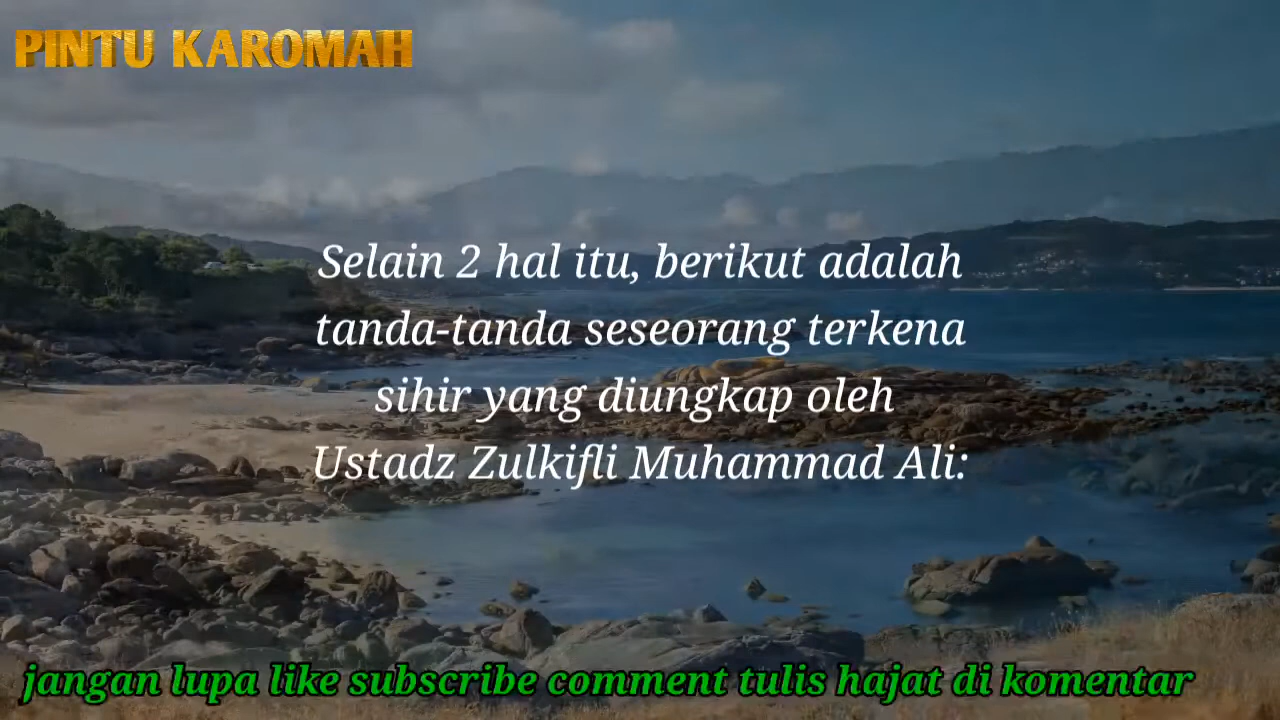 PINTU KAROMAH
Selain 2 hal itu, berikut adalah
tanda-tanda seseorang terkena
sihir yang diungkap oleh
Ustadz Zulkifli Muhammad Ali:
jangan lupa like subscribe comment tulis hajat di komentar